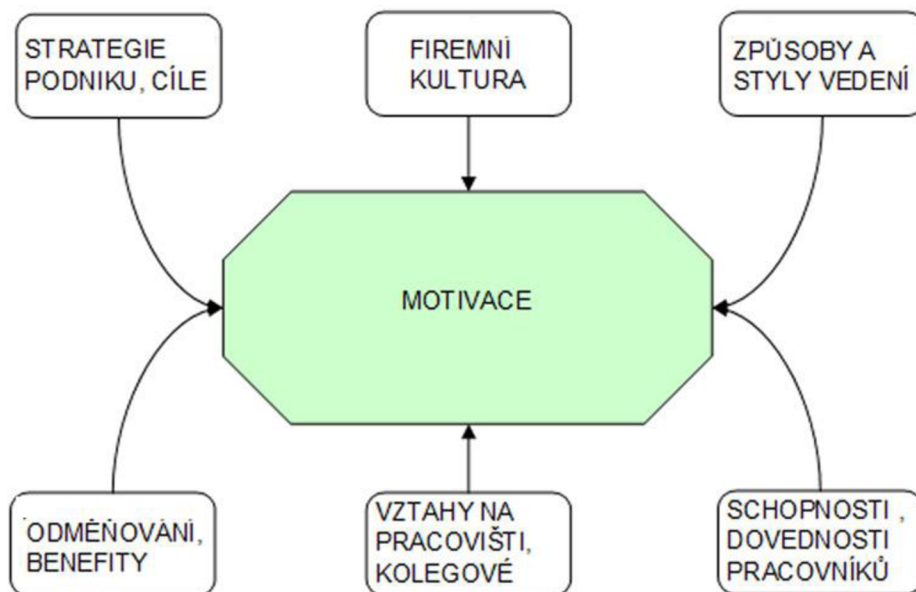 STRATEGIE
PODNIKU, CÍLE
FIREMNÍ
KULTURA
ZPŮSOBY A
STYLY VEDENÍ
MOTIVACE
ODMĚŇOVÁNÍ,
BENEFITY
VZTAHY NA
PRACOVIŠTI,
KOLEGOVÉ
SCHOPNOSTI ,
DOVEDNOSTI
PRACOVNÍKŮ